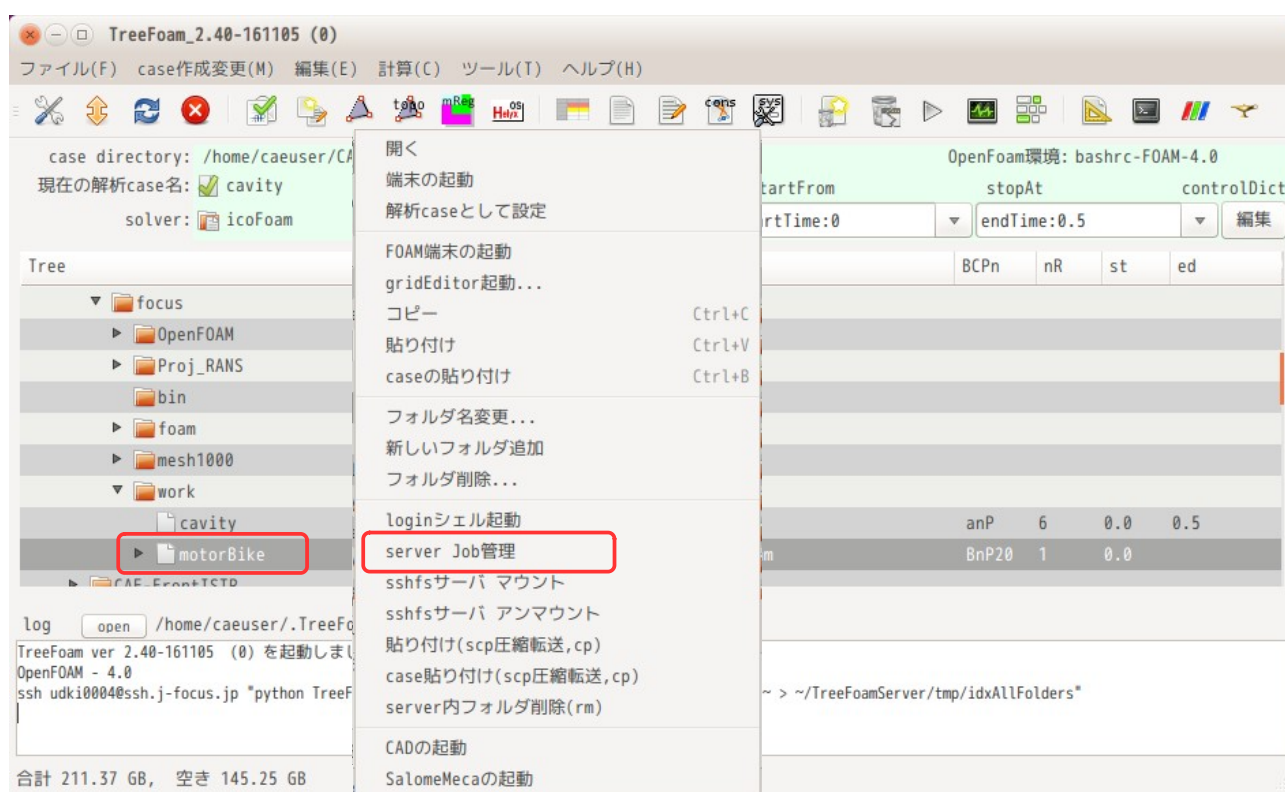 TreeFoam_2.40-161105 (0)
ファイル(F) case作成変更(M) 編集(E) 計算(C) ツール(T) ヘルプ(H)
topo mReg Helyx OS cons sys
case directory: /home/caeuser/CA
OpenFoam環境: bashrc-FOAM-4.0
現在の解析case名: cavity
tartFrom stopAt controlDict
solver: icoFoam
rtTime:0 endTime:0.5 編集
Tree BCPn nR st ed
focus
OpenFOAM
Proj_RANS
bin
foam
mesh1000
work
cavity anP 6 0.0 0.5
motorBike m BnP20 1 0.0
CAE-FrontISTR
開く
端末の起動
解析caseとして設定
FOAM端末の起動
gridEditor起動...
コピー Ctrl+C
貼り付け Ctrl+V
caseの貼り付け Ctrl+B
フォルダ名変更...
新しいフォルダ追加
フォルダ削除...
loginシェル起動
server Job管理
sshfsサーバ マウント
sshfsサーバ アンマウント
貼り付け(scp圧縮転送,cp)
case貼り付け(scp圧縮転送,cp)
server内フォルダ削除(rm)
CADの起動
SalomeMecaの起動
log open /home/caeuser/.TreeFo
TreeFoam ver 2.40-161105 (0) を起動しまし
OpenFOAM - 4.0
ssh udki0004@ssh.j-focus.jp "python TreeF
~ > ~/TreeFoamServer/tmp/idxAllFolders"
合計 211.37 GB, 空き 145.25 GB